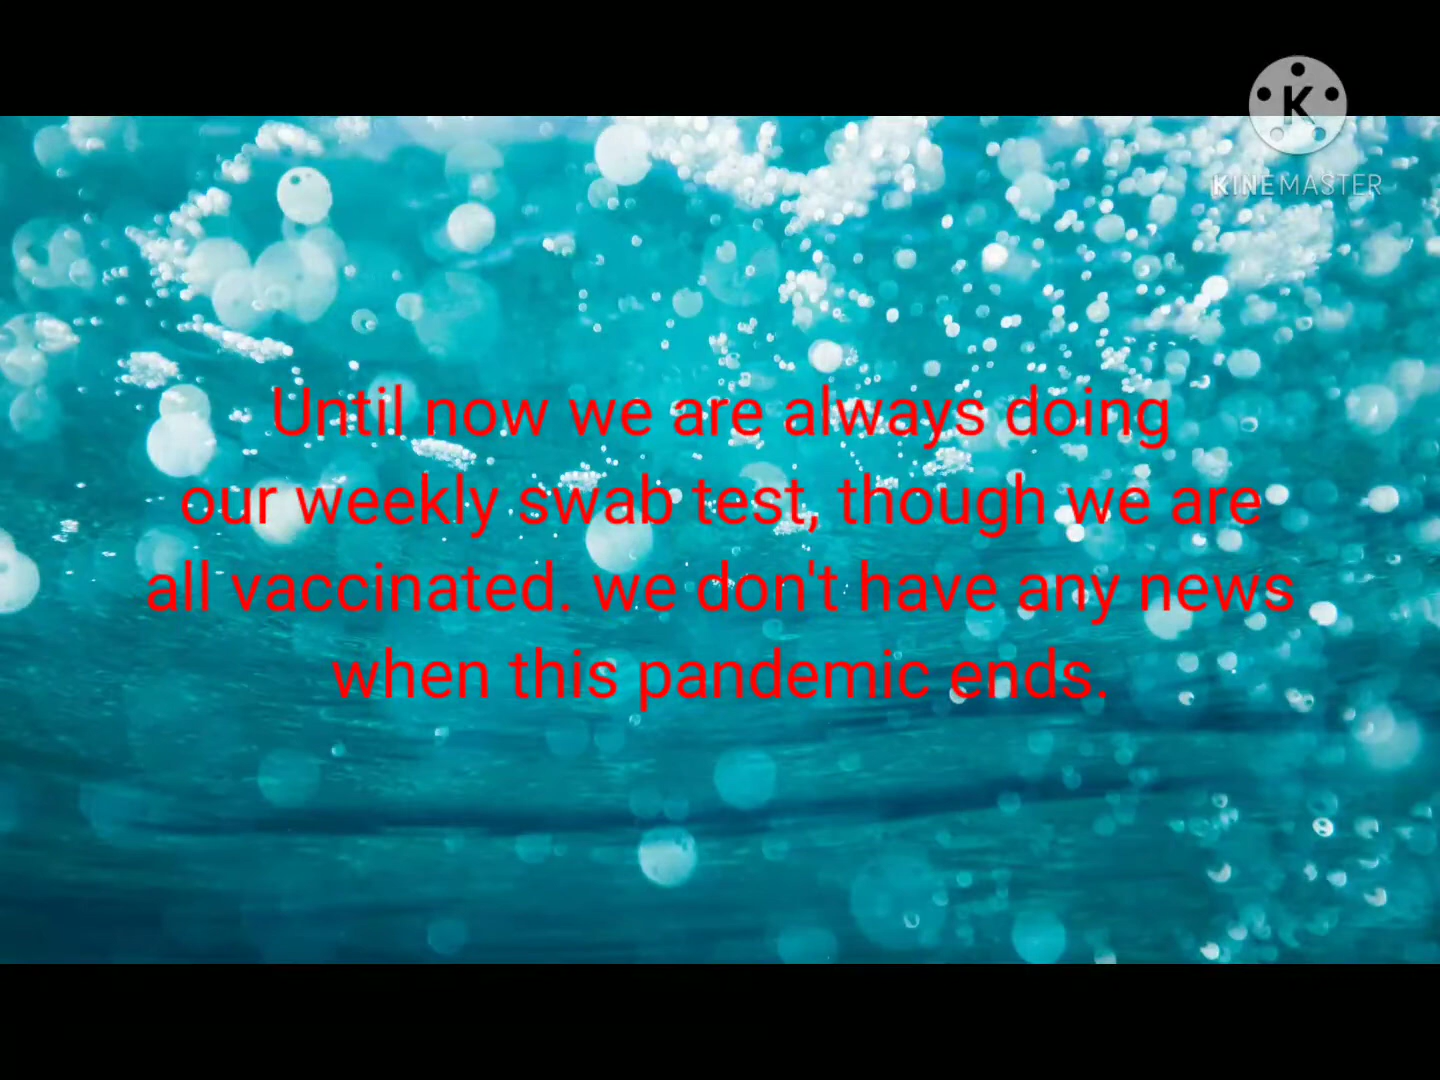 K
KINEMASTER
Until now we are always doing
our weekly swab test, though we are
all vaccinated. we don't have any news
when this pandemic ends.